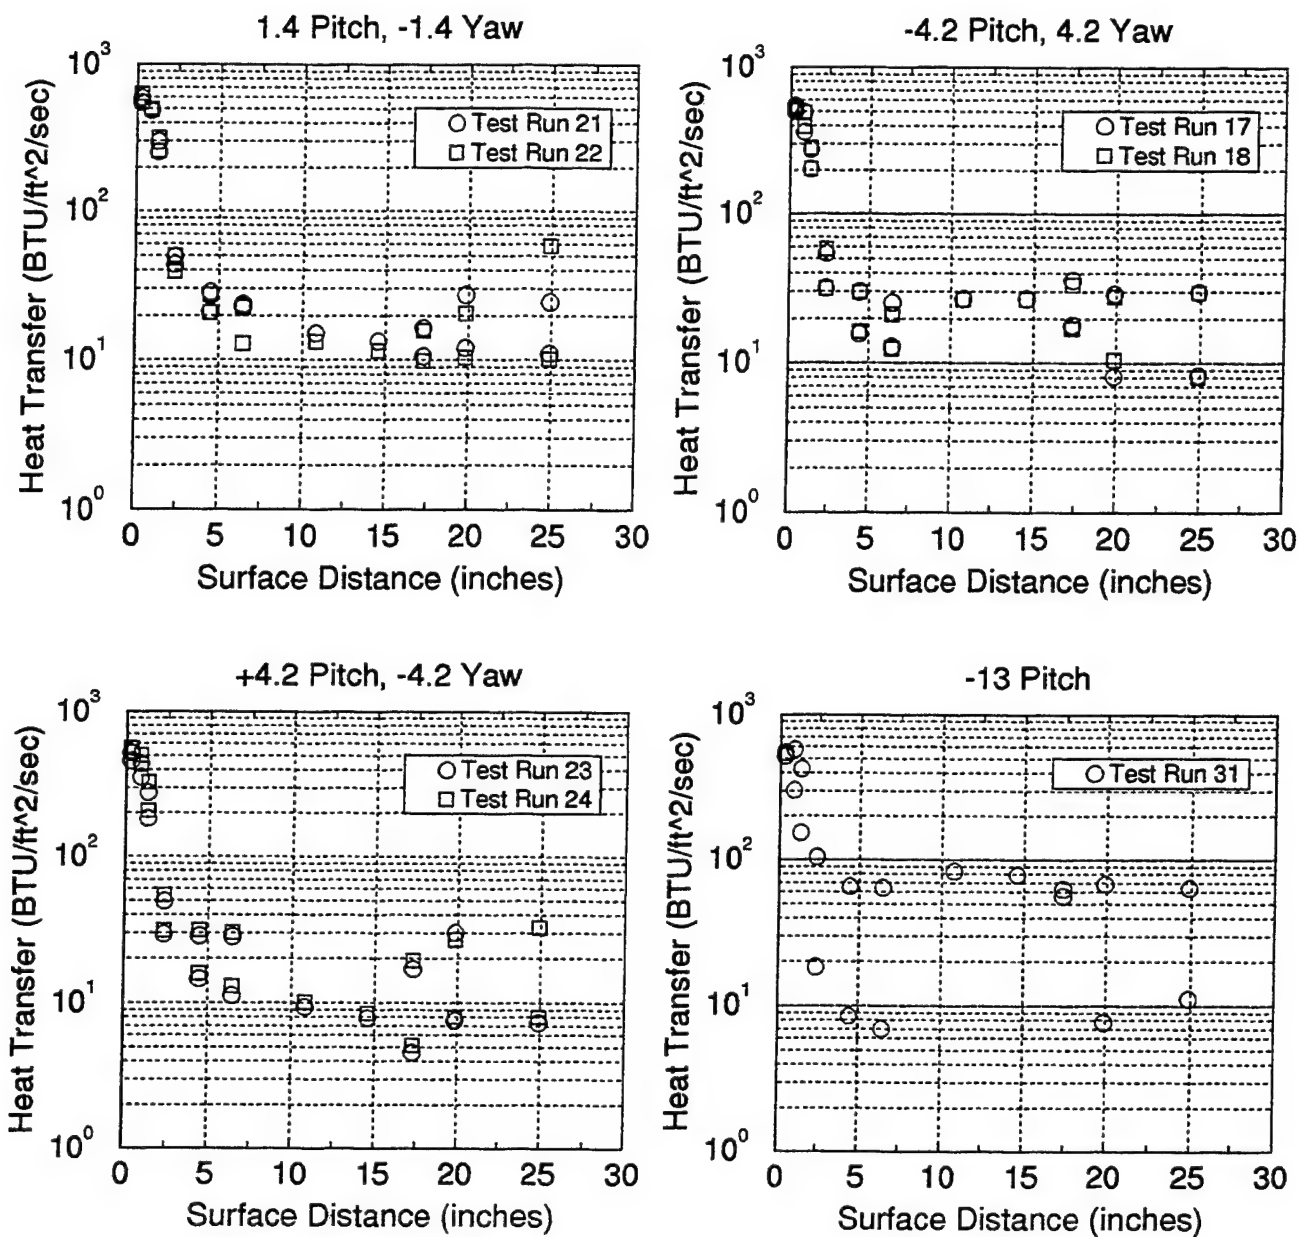 1.4 Pitch, -1.4 Yaw
Heat Transfer (BTU/ft^2/sec)
10^3
10^2
10^1
10^0
Test Run 21
Test Run 22
0 5 10 15 20 25 30
Surface Distance (inches)
-4.2 Pitch, 4.2 Yaw
Heat Transfer (BTU/ft^2/sec)
10^3
10^2
10^1
10^0
Test Run 17
Test Run 18
0 5 10 15 20 25 30
Surface Distance (inches)
+4.2 Pitch, -4.2 Yaw
Heat Transfer (BTU/ft^2/sec)
10^3
10^2
10^1
10^0
Test Run 23
Test Run 24
0 5 10 15 20 25 30
Surface Distance (inches)
-13 Pitch
Heat Transfer (BTU/ft^2/sec)
10^3
10^2
10^1
10^0
Test Run 31
0 5 10 15 20 25 30
Surface Distance (inches)